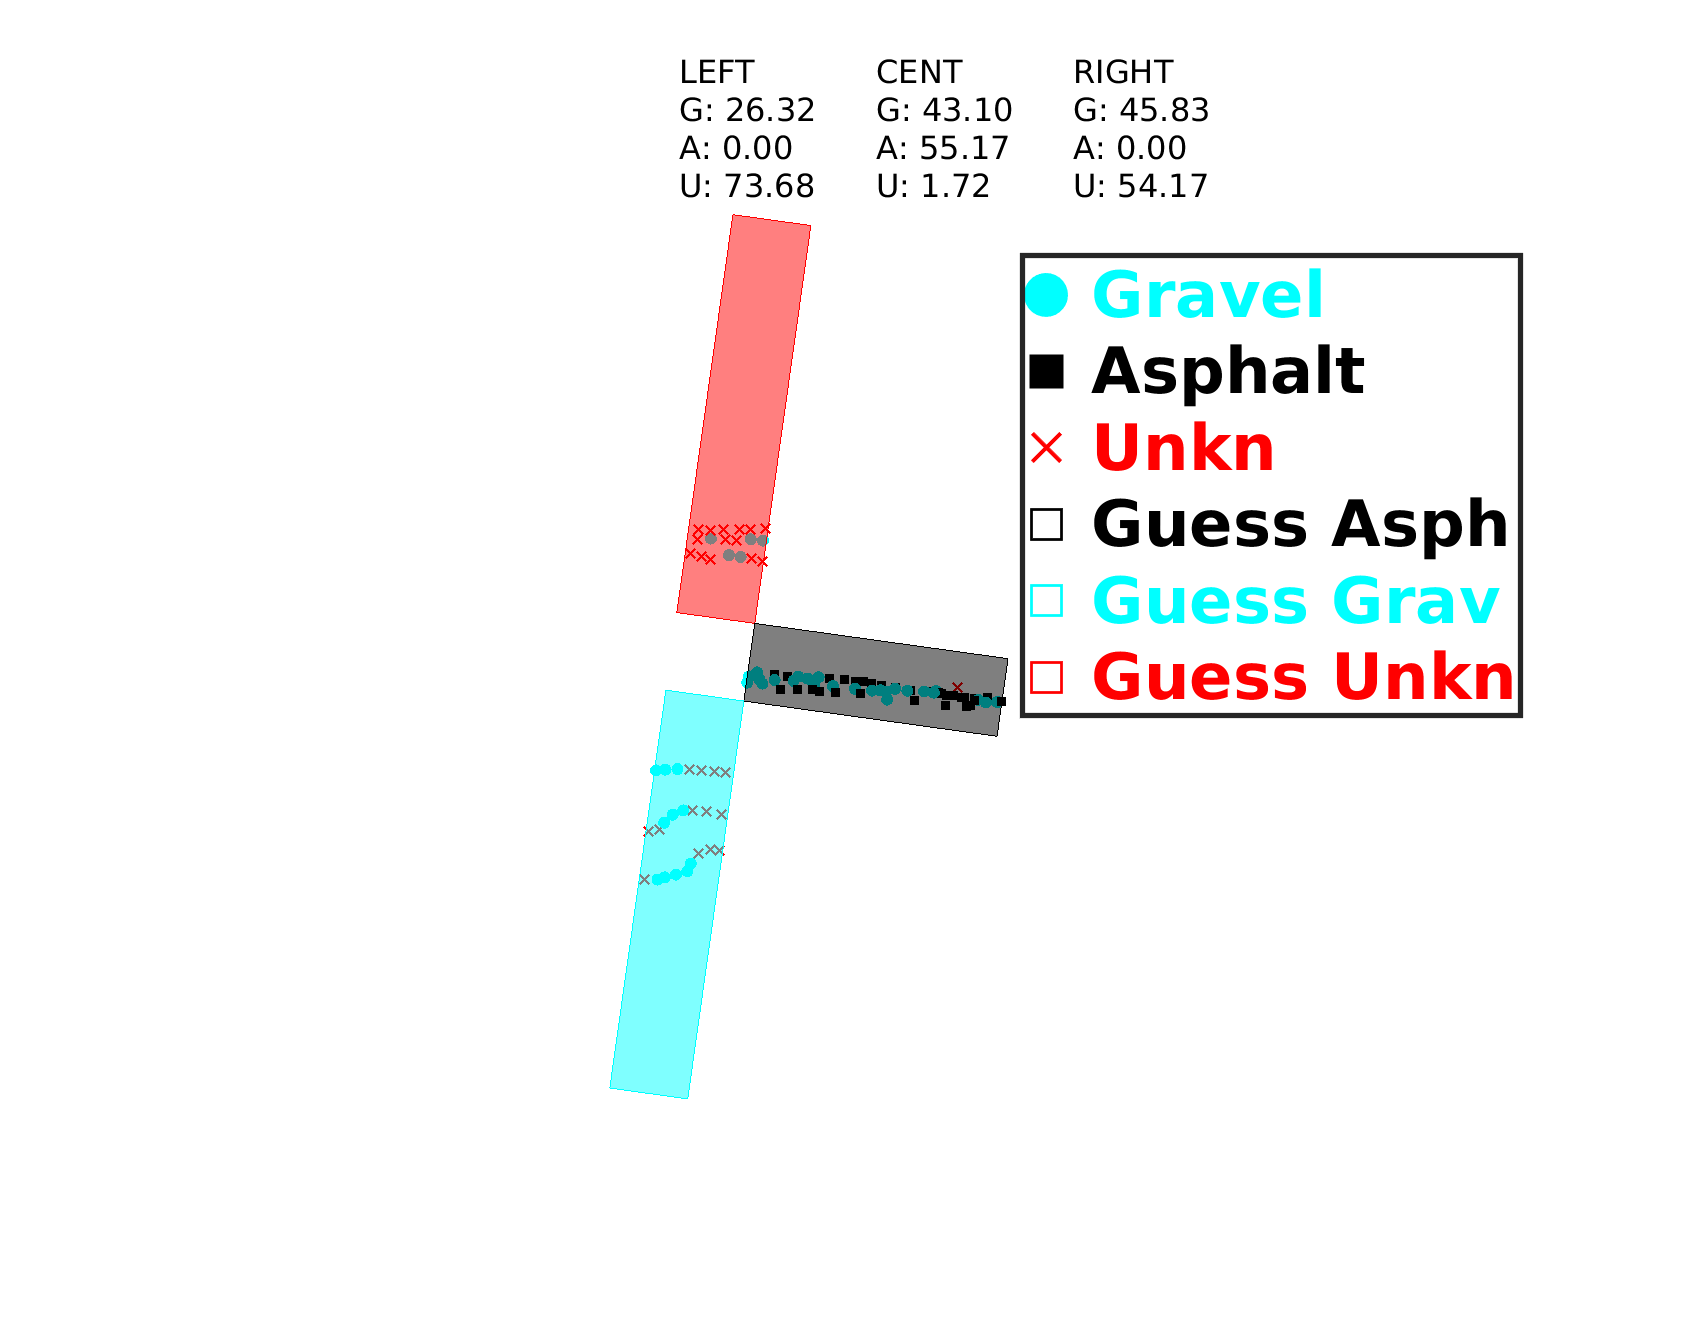 LEFT CENT RIGHT
G: 26.32 G: 43.10 G: 45.83
A: 0.00 A: 55.17 A: 0.00
U: 73.68 U: 1.72 U: 54.17
Gravel
Asphalt
Unkn
Guess Asph
Guess Grav
Guess Unkn